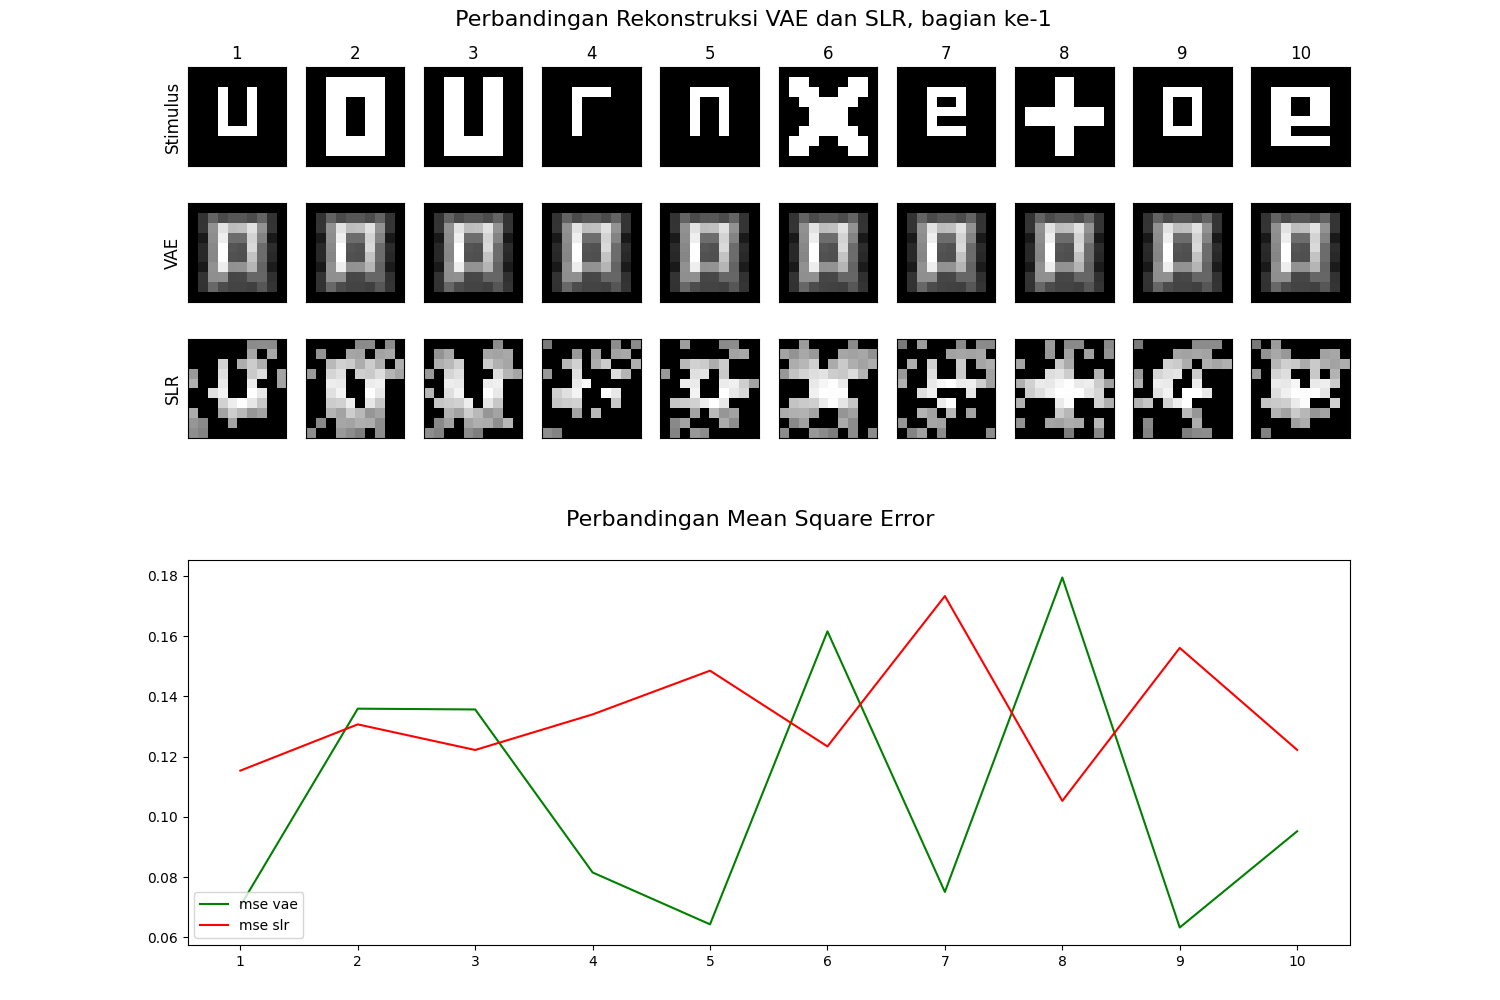 Perbandingan Rekonstruksi VAE dan SLR, bagian ke-1
1 2 3 4 5 6 7 8 9 10
Stimulus
u o u r n x e + o e
VAE
SLR
Perbandingan Mean Square Error
0.18
0.16
0.14
0.12
0.10
0.08
0.06
mse vae
mse slr
1 2 3 4 5 6 7 8 9 10